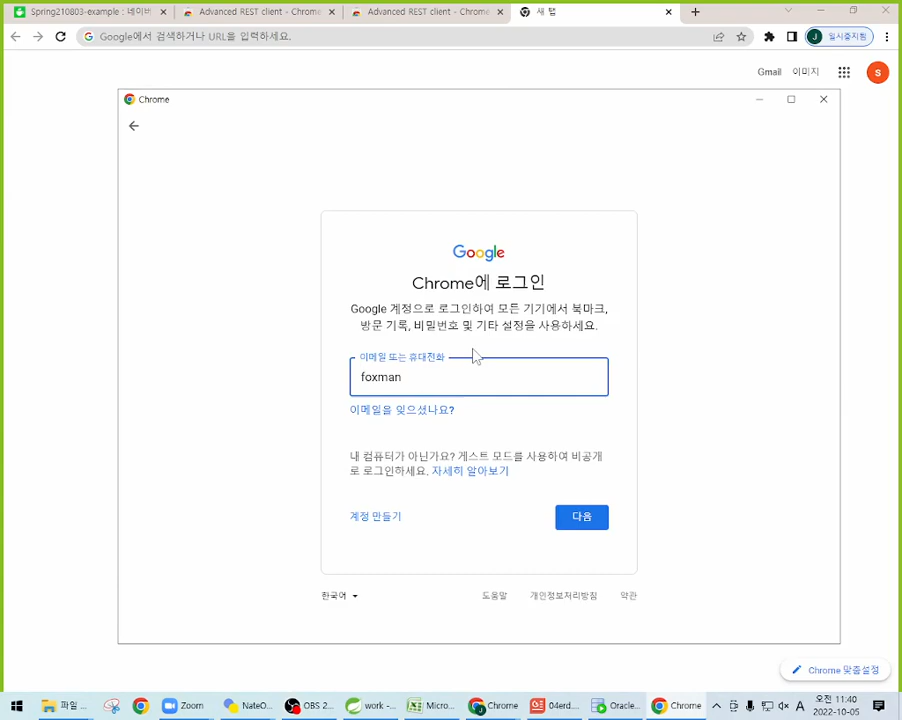 Spring210803-example : 네이버
Advanced REST client - Chrome
Advanced REST client - Chrome
새 탭
Google에서 검색하거나 URL을 입력하세요.
J
일시중지됨
Gmail
이미지
S
Chrome
Google
Chrome에 로그인
Google 계정으로 로그인하여 모든 기기에서 북마크,
방문 기록, 비밀번호 및 기타 설정을 사용하세요.
이메일 또는 휴대전화
foxman
이메일을 잊으셨나요?
내 컴퓨터가 아닌가요? 게스트 모드를 사용하여 비공개
로 로그인하세요. 자세히 알아보기
계정 만들기
다음
한국어
도움말
개인정보처리방침
약관
Chrome 맞춤설정
파일 ...
Zoom
NateO...
OBS 2...
work -...
Micro...
Chrome
04erd...
Oracle...
Chrome
A
오전 11:40
2022-10-05